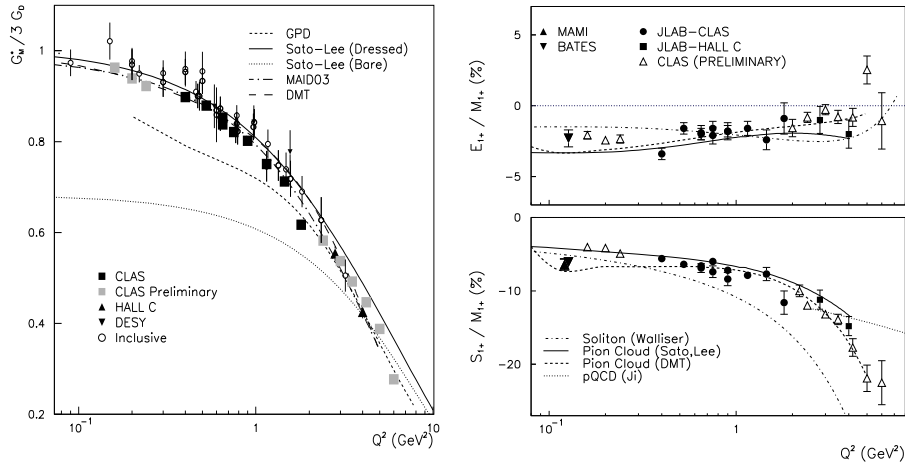 G*M / 3 GD
1
0.8
0.6
0.4
0.2
GPD
Sato-Lee (Dressed)
Sato-Lee (Bare)
MAID03
DMT
CLAS
CLAS Preliminary
HALL C
DESY
Inclusive
10⁻¹
1
10
Q² (GeV²)
E1+ / M1+ (%)
5
0
-5
MAMI
BATES
JLAB-CLAS
JLAB-HALL C
CLAS (PRELIMINARY)
S1+ / M1+ (%)
0
-10
-20
Soliton (Walliser)
Pion Cloud (Sato,Lee)
Pion Cloud (DMT)
pQCD (Ji)
10⁻¹
1
Q² (GeV²)